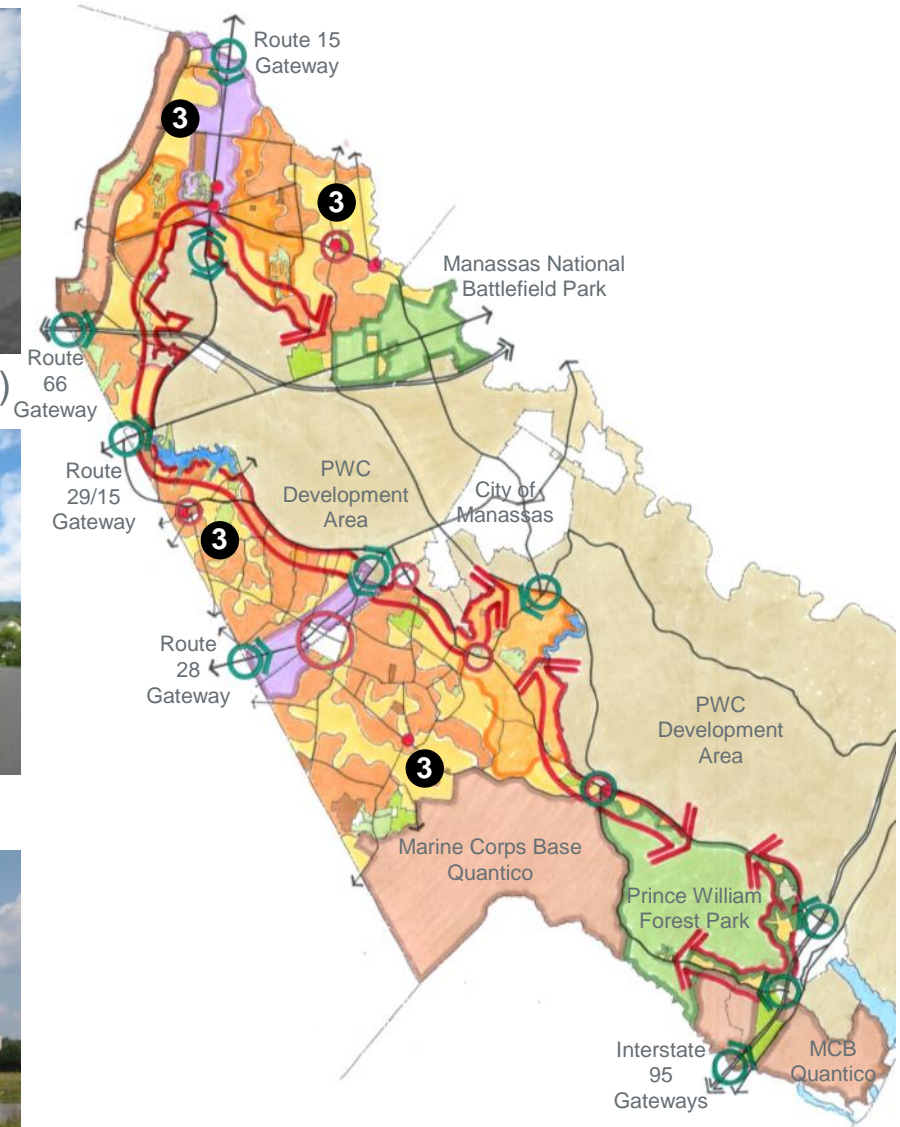 Route 15
Gateway
3
3
Manassas National
Battlefield Park
Route
66
Gateway
)
Route
29/15
Gateway
PWC
Development
Area
City of
Manassas
3
Route
28
Gateway
PWC
Development
Area
3
Marine Corps Base
Quantico
Prince William
Forest Park
Interstate
95
Gateways
MCB
Quantico